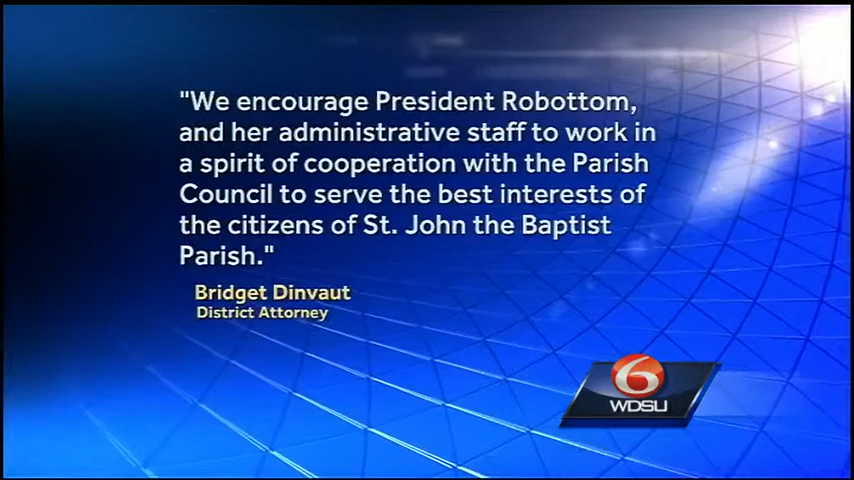 "We encourage President Robottom,
and her administrative staff to work in
a spirit of cooperation with the Parish
Council to serve the best interests of
the citizens of St. John the Baptist
Parish."
Bridget Dinvaut
District Attorney
6
WDSU